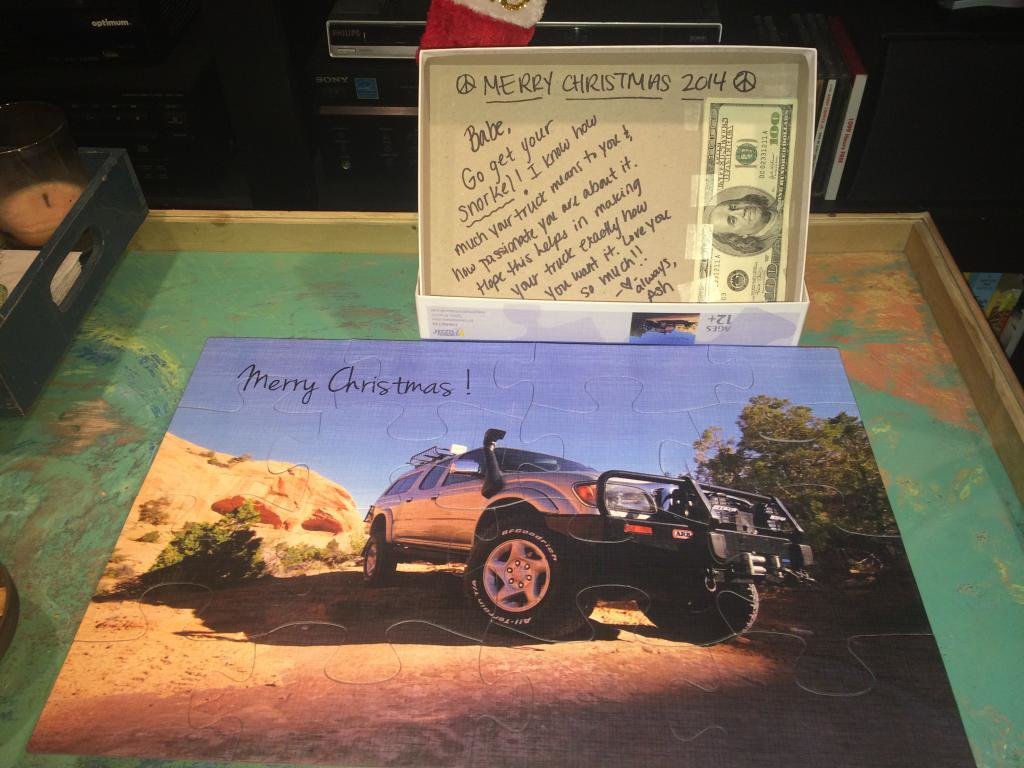 optimum.
PHILIPS
SONY
MERRY CHRISTMAS 2014
Babe,
Go get your
snorkel! I know how
much your truck means to you &
how passionate you are about it.
Hope this helps in making
your truck exactly how
you want it. Love you
so much!!
always,
Ash
100
AGES
12+
Merry Christmas!
BFGoodrich
All-Terrain T/A
ARB